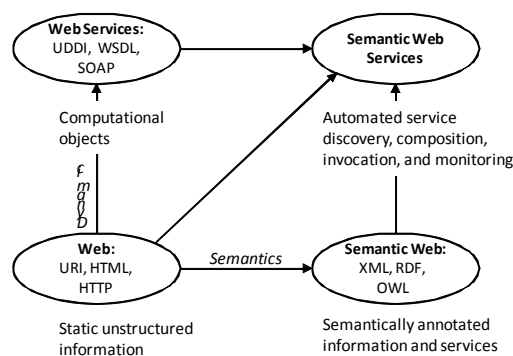 Web Services:
UDDI, WSDL,
SOAP
Semantic Web
Services
Computational
objects
Automated service
discovery, composition,
invocation, and monitoring
Web:
URI, HTML,
HTTP
Semantics
Semantic Web:
XML, RDF,
OWL
Static unstructured
information
Semantically annotated
information and services